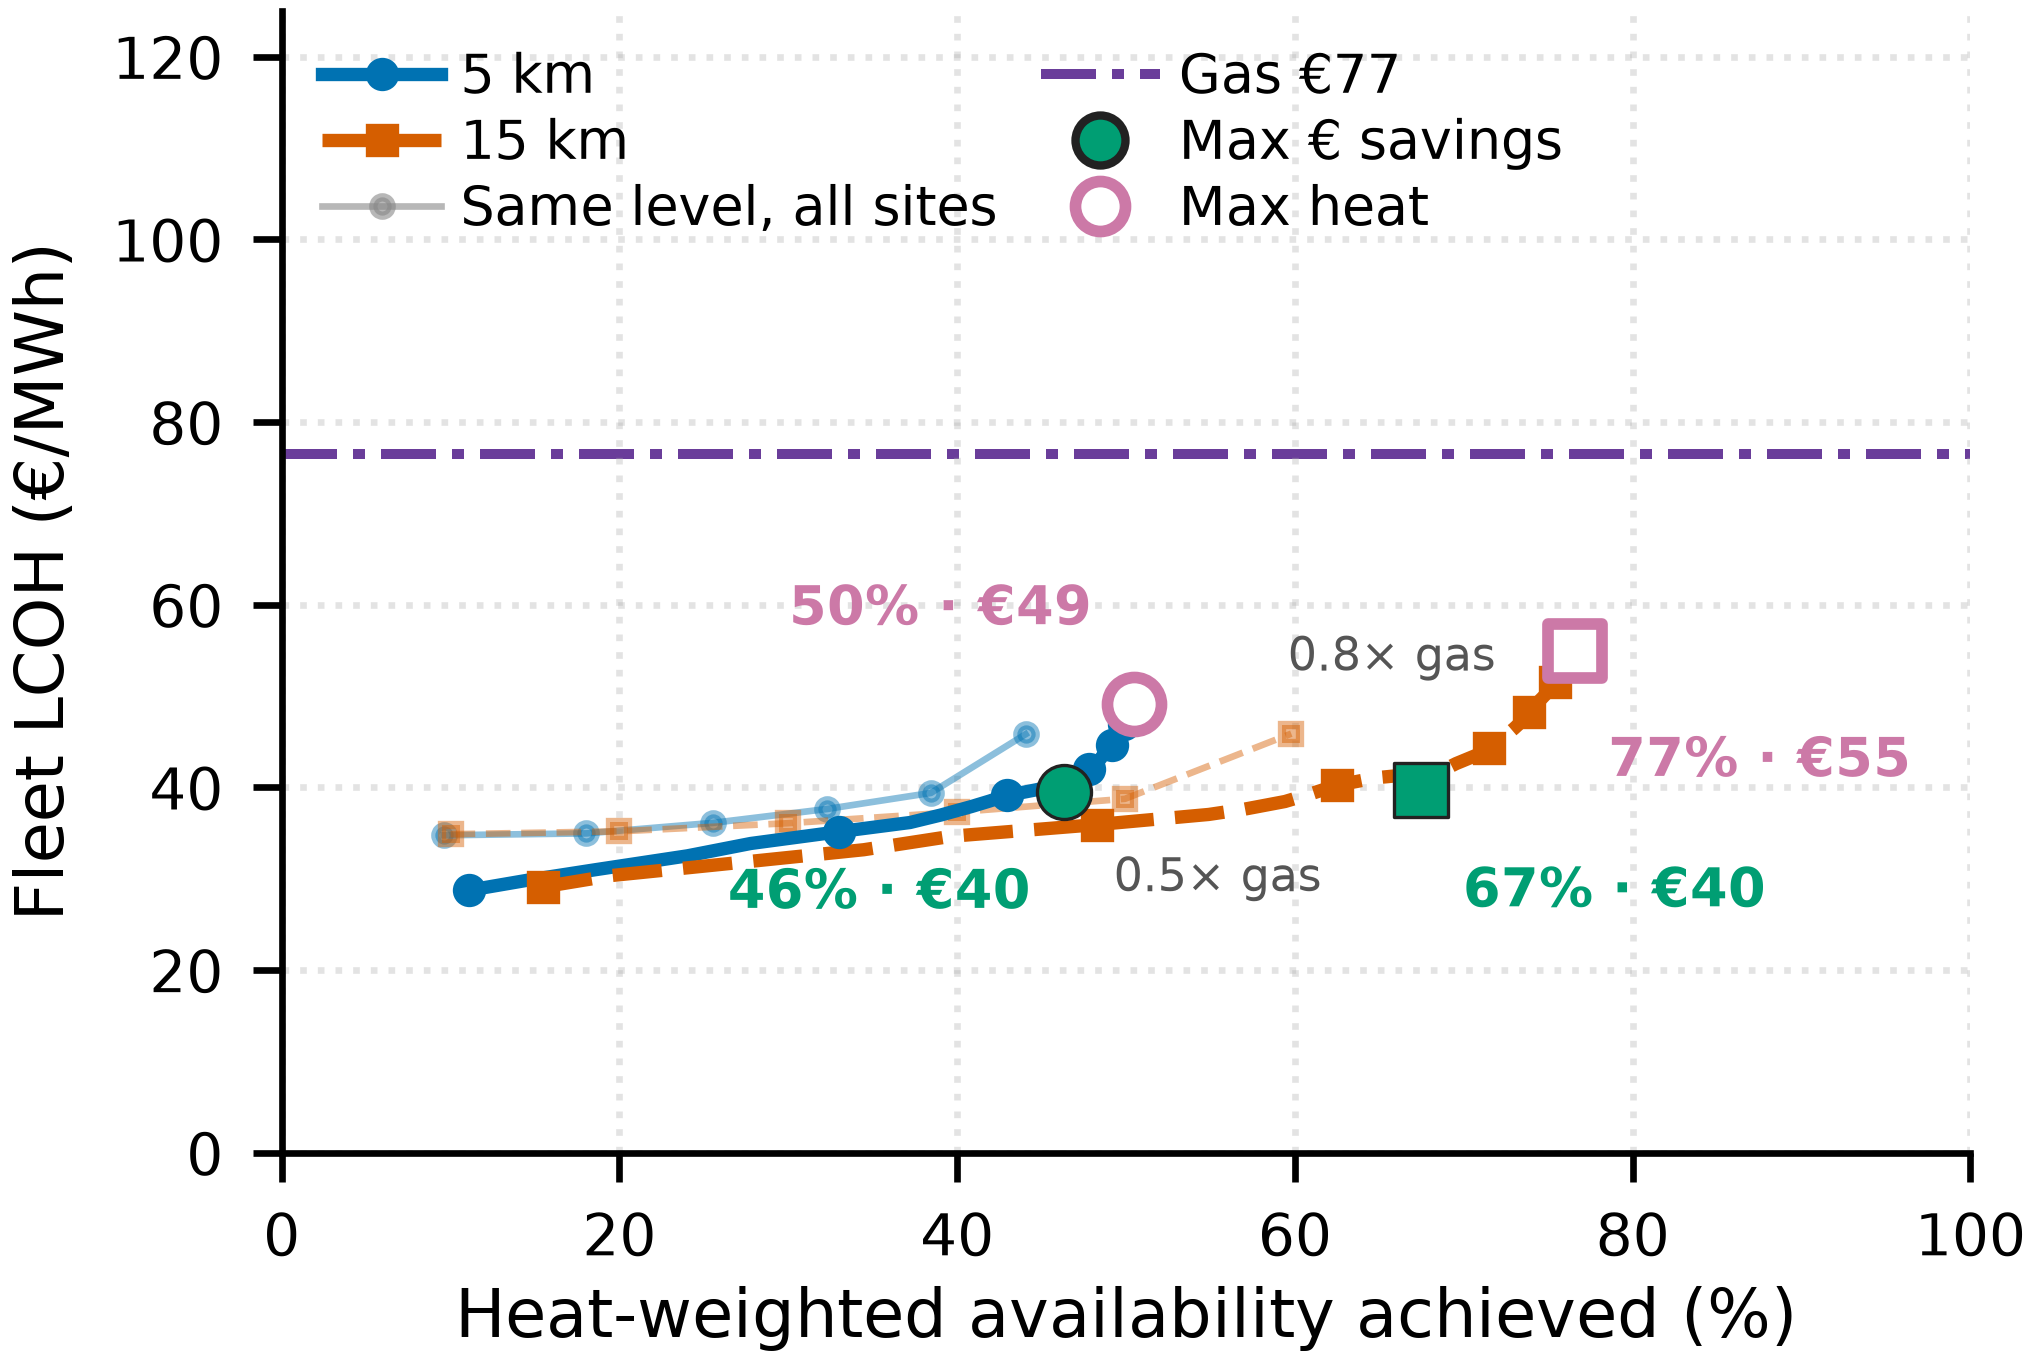 120
100
80
60
40
20
0
Fleet LCOH (€/MWh)
5 km
15 km
Same level, all sites
Gas €77
Max € savings
Max heat
50% · €49
0.8× gas
77% · €55
46% · €40
0.5× gas
67% · €40
0
20
40
60
80
100
Heat-weighted availability achieved (%)